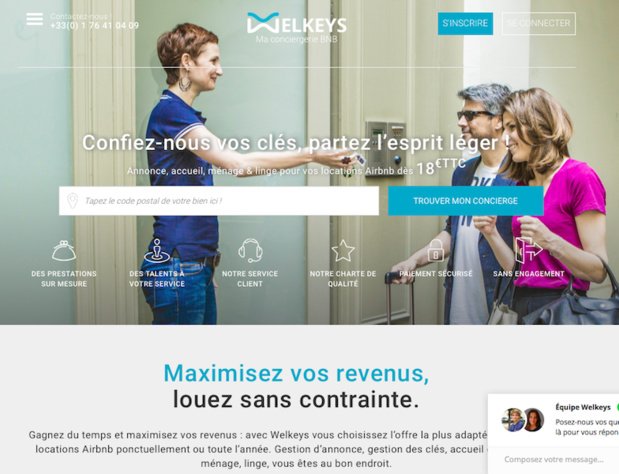 Contactez-nous !
+33(0) 1 76 41 04 09
WELKEYS
Ma conciergerie BNB
S'INSCRIRE
SE CONNECTER
Confiez-nous vos clés, partez l'esprit léger !
Annonce, accueil, ménage & linge pour vos locations Airbnb dès 18€TTC
Tapez le code postal de votre bien ici !
TROUVER MON CONCIERGE
DES PRESTATIONS
SUR MESURE
DES TALENTS À
VOTRE SERVICE
NOTRE SERVICE
CLIENT
NOTRE CHARTE DE
QUALITÉ
PAIEMENT SÉCURISÉ
SANS ENGAGEMENT
Maximisez vos revenus,
louez sans contrainte.
Gagnez du temps et maximisez vos revenus : avec Welkeys vous choisissez l'offre la plus adapté
locations Airbnb ponctuellement ou toute l'année. Gestion d'annonce, gestion des clés, accueil
ménage, linge, vous êtes au bon endroit.
Équipe Welkeys
Posez-nous vos que
là pour vous répon
Composez votre message...